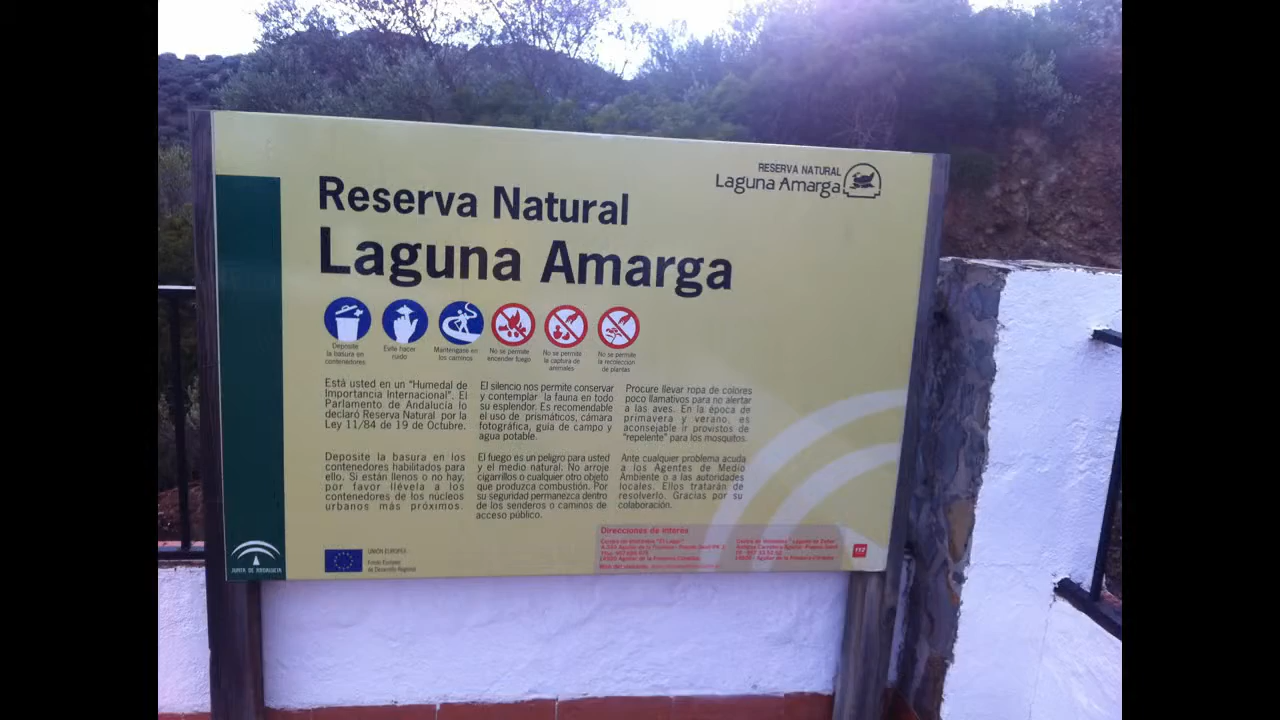 RESERVA NATURAL
Laguna Amarga
Reserva Natural
Laguna Amarga
Deposite
la basura en
contenedores
Evite hacer
ruido
Manténgase en
los caminos
No se permite
encender fuego
No se permite
la captura de
animales
No se permite
la recolección
de plantas
Está usted en un "Humedal de
Importancia Internacional". El
Parlamento de Andalucía lo
declaró Reserva Natural por la
Ley 11/84 de 19 de Octubre.
Deposite la basura en los
contenedores habilitados para
ello. Si están llenos o no hay,
por favor llévela a los
contenedores de los núcleos
urbanos más próximos.
El silencio nos permite conservar
y contemplar la fauna en todo
su esplendor. Es recomendable
el uso de prismáticos, cámara
fotográfica, guía de campo y
agua potable.
El fuego es un peligro para usted
y el medio natural. No arroje
cigarrillos o cualquier otro objeto
que produzca combustión. Por
su seguridad permanezca dentro
de los senderos o caminos de
acceso público.
Procure llevar ropa de colores
poco llamativos para no alertar
a las aves. En la época de
primavera y verano, es
aconsejable ir provistos de
"repelente" para los mosquitos.
Ante cualquier problema acuda
a los Agentes de Medio
Ambiente o a las autoridades
locales. Ellos tratarán de
resolverlo. Gracias por su
colaboración.
JUNTA DE ANDALUCIA
UNION EUROPEA
Fondo Europeo
de Desarrollo Regional
Direcciones de interés
112